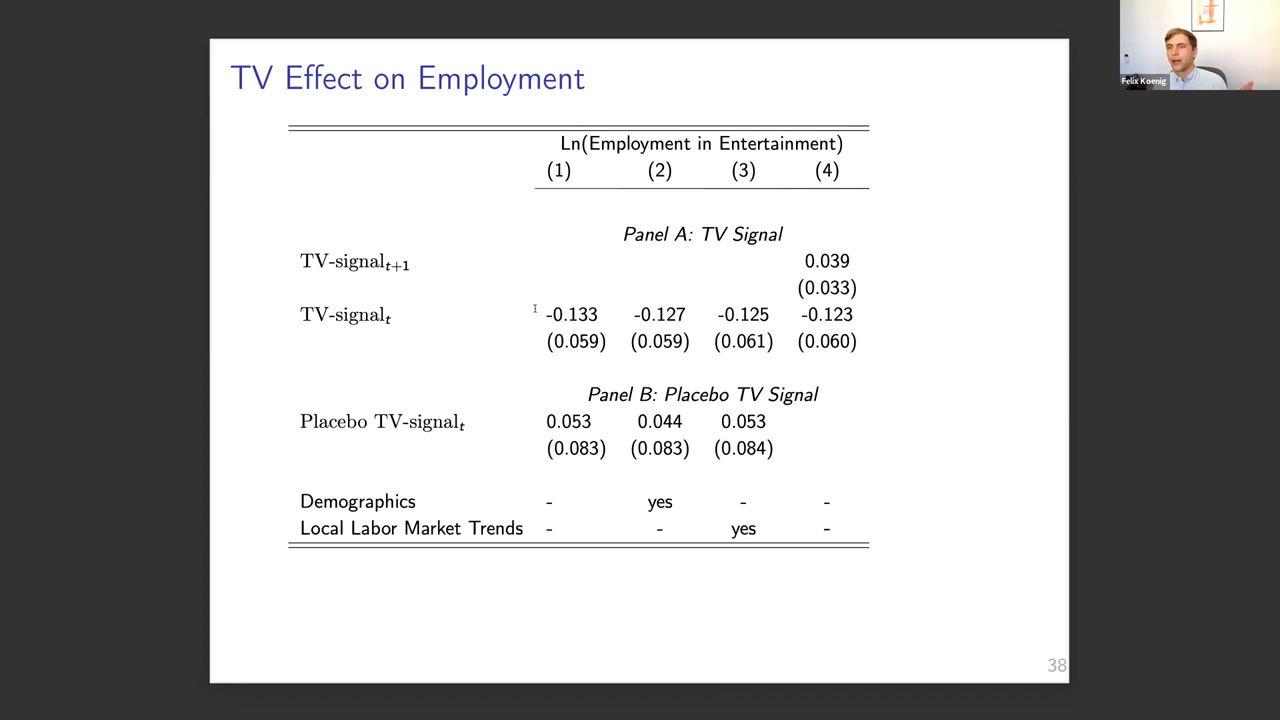 TV Effect on Employment
Felix Koenig
Ln(Employment in Entertainment)
(1) (2) (3) (4)
Panel A: TV Signal
TV-signalt+1 0.039
(0.033)
TV-signalt -0.133 -0.127 -0.125 -0.123
(0.059) (0.059) (0.061) (0.060)
Panel B: Placebo TV Signal
Placebo TV-signalt 0.053 0.044 0.053
(0.083) (0.083) (0.084)
Demographics - yes - -
Local Labor Market Trends - - yes -
38